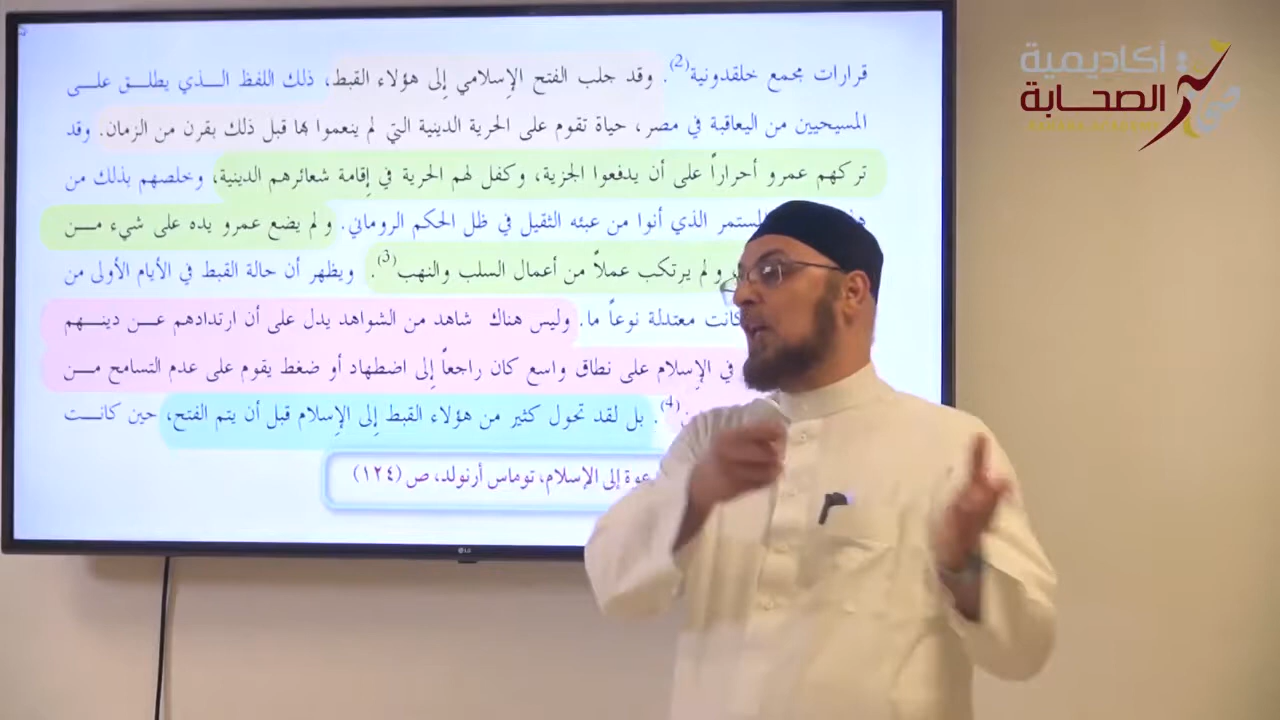 قرارات مجمع خلقدونية(2). وقد جلب الفتح الإسلامي إلى هؤلاء القبط، ذلك اللفظ الذي يطلق على
المسيحيين من اليعاقبة في مصر، حياة تقوم على الحرية الدينية التي لم ينعموا بها قبل ذلك بقرن من الزمان. وقد
تركهم عمرو أحراراً على أن يدفعوا الجزية، وكفل لهم الحرية في إقامة شعائرهم الدينية، وخلصهم بذلك من
المستمر الذي أنوا من عبئه الثقيل في ظل الحكم الروماني. ولم يضع عمرو يده على شيء من
ولم يرتكب عملاً من أعمال السلب والنهب(3). ويظهر أن حالة القبط في الأيام الأولى من
كانت معتدلة نوعاً ما. وليس هناك شاهد من الشواهد يدل على أن ارتدادهم عن دينهم
في الإسلام على نطاق واسع كان راجعاً إلى اضطهاد أو ضغط يقوم على عدم التسامح من
(4). بل لقد تحول كثير من هؤلاء القبط إلى الإسلام قبل أن يتم الفتح، حين كانت
إلى الإسلام، توماس أرنولد، ص (١٢٤)
أكاديمية
الصحابة
LG